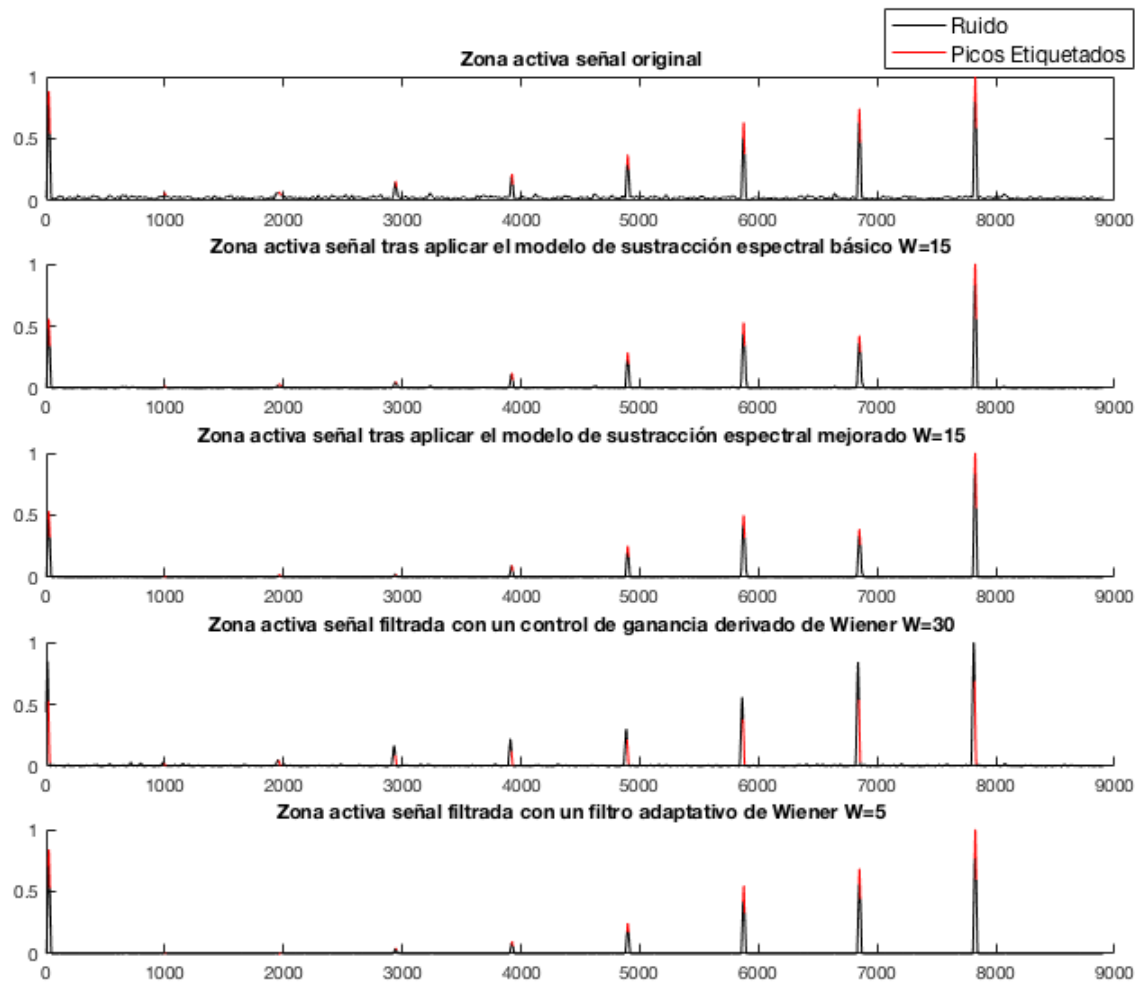 Ruido
Picos Etiquetados
Zona activa señal original
1
0.5
0
0 1000 2000 3000 4000 5000 6000 7000 8000 9000
Zona activa señal tras aplicar el modelo de sustracción espectral básico W=15
1
0.5
0
0 1000 2000 3000 4000 5000 6000 7000 8000 9000
Zona activa señal tras aplicar el modelo de sustracción espectral mejorado W=15
1
0.5
0
0 1000 2000 3000 4000 5000 6000 7000 8000 9000
Zona activa señal filtrada con un control de ganancia derivado de Wiener W=30
1
0.5
0
0 1000 2000 3000 4000 5000 6000 7000 8000 9000
Zona activa señal filtrada con un filtro adaptativo de Wiener W=5
1
0.5
0
0 1000 2000 3000 4000 5000 6000 7000 8000 9000